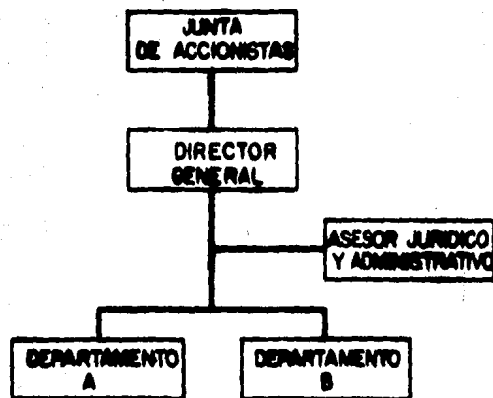 JUNTA
DE ACCIONISTAS
DIRECTOR
GENERAL
ASESOR JURIDICO
Y ADMINISTRATIVO
DEPARTAMENTO
A
DEPARTAMENTO
B